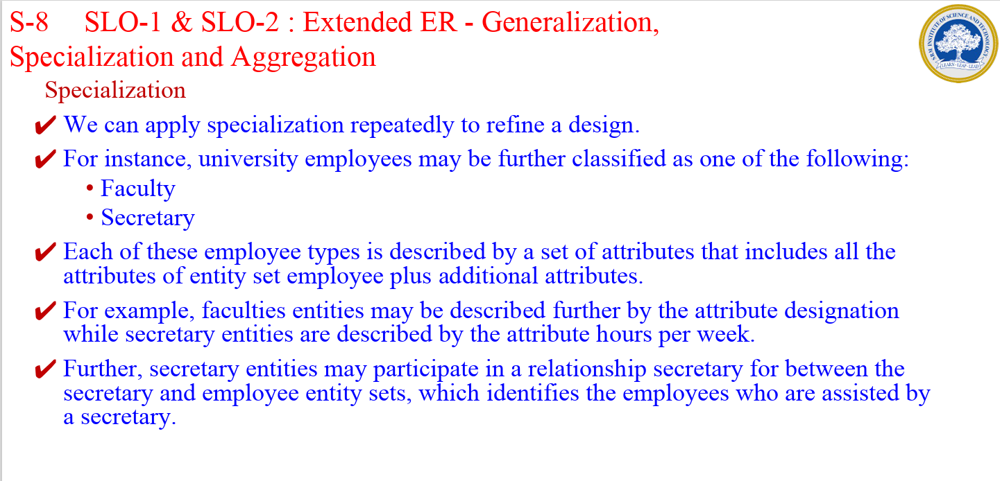 S-8 SLO-1 & SLO-2 : Extended ER - Generalization,
Specialization and Aggregation
SRM INSTITUTE OF SCIENCE AND TECHNOLOGY
LEARN - LEAP - LEAD
Specialization
✔ We can apply specialization repeatedly to refine a design.
✔ For instance, university employees may be further classified as one of the following:
• Faculty
• Secretary
✔ Each of these employee types is described by a set of attributes that includes all the
attributes of entity set employee plus additional attributes.
✔ For example, faculties entities may be described further by the attribute designation
while secretary entities are described by the attribute hours per week.
✔ Further, secretary entities may participate in a relationship secretary for between the
secretary and employee entity sets, which identifies the employees who are assisted by
a secretary.